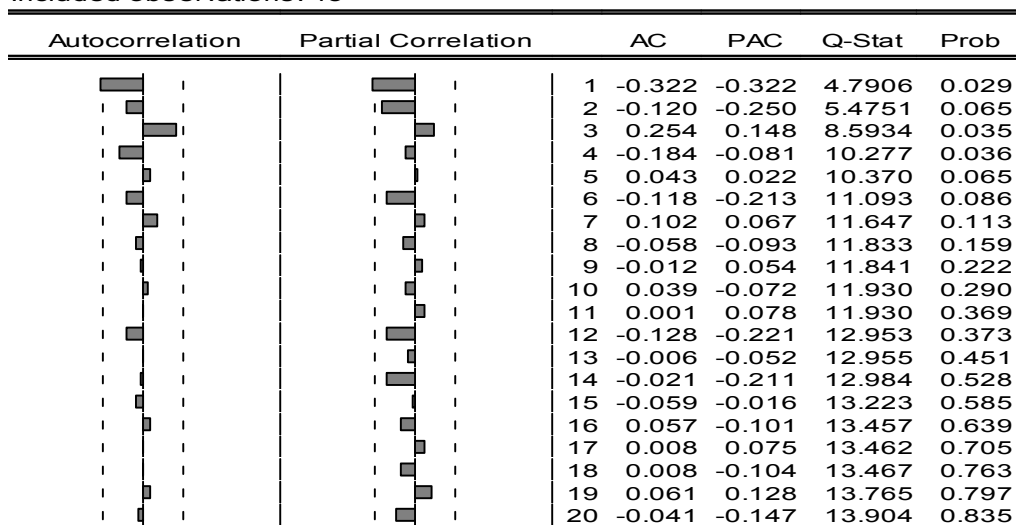 Autocorrelation Partial Correlation AC PAC Q-Stat Prob
1 -0.322 -0.322 4.7906 0.029
2 -0.120 -0.250 5.4751 0.065
3 0.254 0.148 8.5934 0.035
4 -0.184 -0.081 10.277 0.036
5 0.043 0.022 10.370 0.065
6 -0.118 -0.213 11.093 0.086
7 0.102 0.067 11.647 0.113
8 -0.058 -0.093 11.833 0.159
9 -0.012 0.054 11.841 0.222
10 0.039 -0.072 11.930 0.290
11 0.001 0.078 11.930 0.369
12 -0.128 -0.221 12.953 0.373
13 -0.006 -0.052 12.955 0.451
14 -0.021 -0.211 12.984 0.528
15 -0.059 -0.016 13.223 0.585
16 0.057 -0.101 13.457 0.639
17 0.008 0.075 13.462 0.705
18 0.008 -0.104 13.467 0.763
19 0.061 0.128 13.765 0.797
20 -0.041 -0.147 13.904 0.835